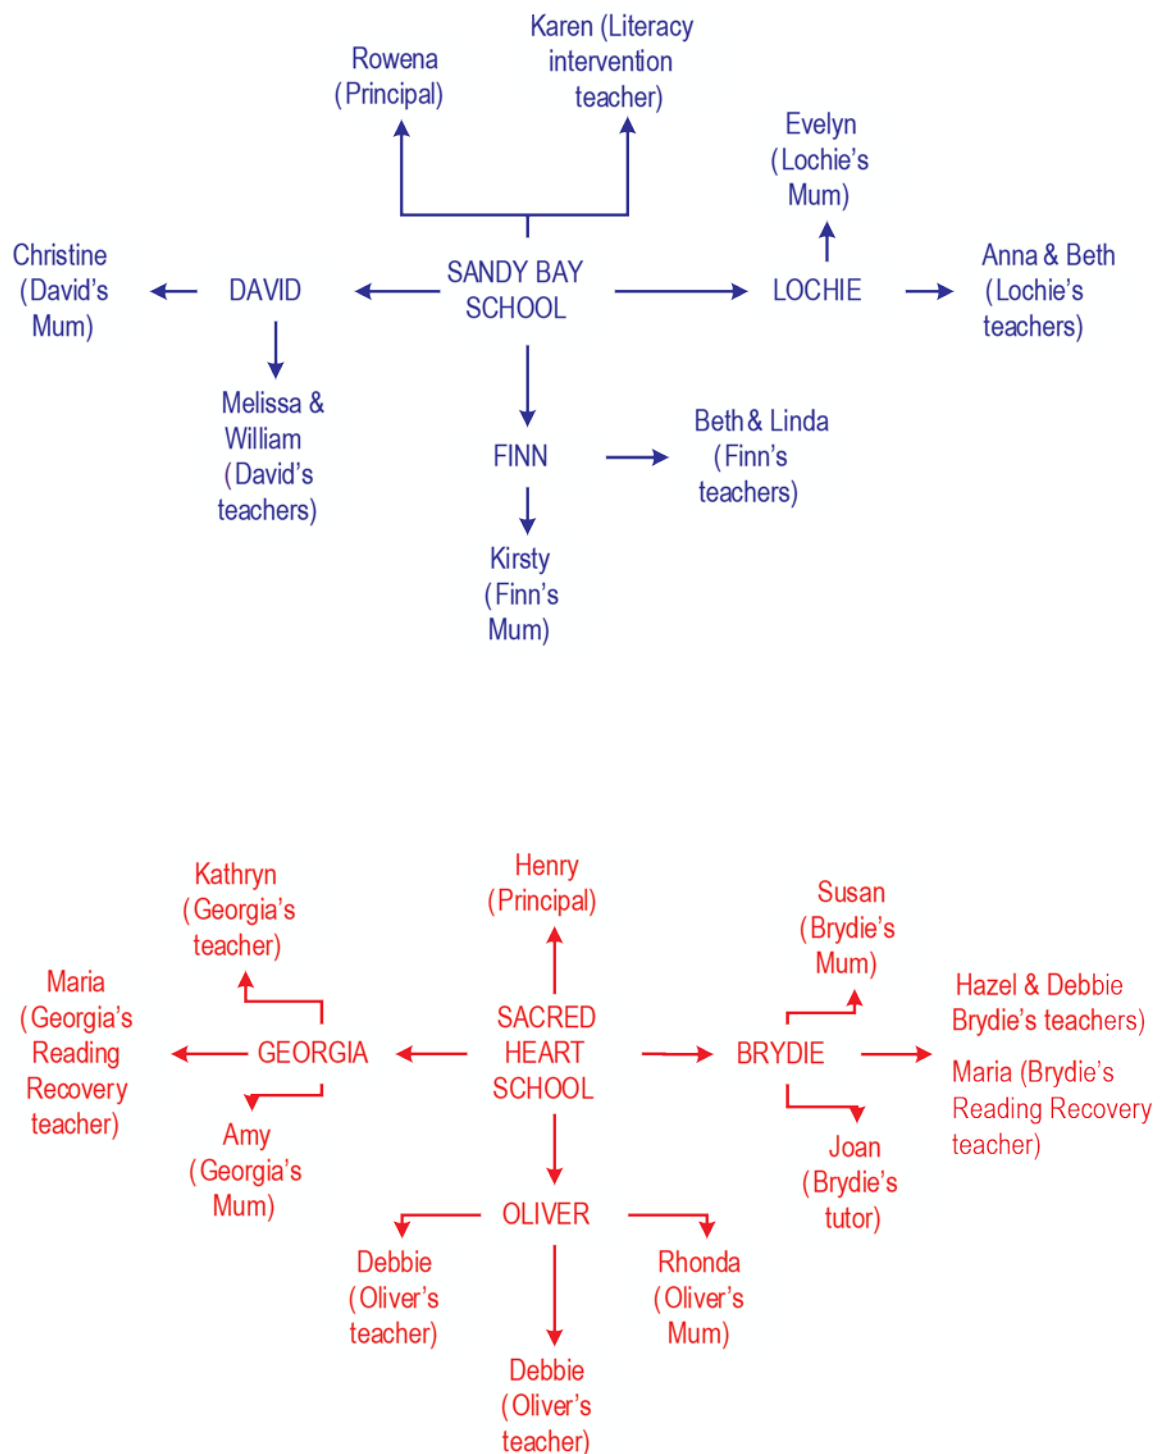 Rowena
(Principal)
Karen (Literacy
intervention
teacher)
Evelyn
(Lochie's
Mum)
Christine
(David's
Mum)
DAVID
SANDY BAY
SCHOOL
LOCHIE
Anna & Beth
(Lochie's
teachers)
Melissa &
William
(David's
teachers)
FINN
Beth & Linda
(Finn's
teachers)
Kirsty
(Finn's
Mum)
Kathryn
(Georgia's
teacher)
Henry
(Principal)
Susan
(Brydie's
Mum)
Maria
(Georgia's
Reading
Recovery
teacher)
GEORGIA
SACRED
HEART
SCHOOL
BRYDIE
Hazel & Debbie
Brydie's teachers)
Maria (Brydie's
Reading Recovery
teacher)
Amy
(Georgia's
Mum)
Joan
(Brydie's
tutor)
OLIVER
Debbie
(Oliver's
teacher)
Rhonda
(Oliver's
Mum)
Debbie
(Oliver's
teacher)